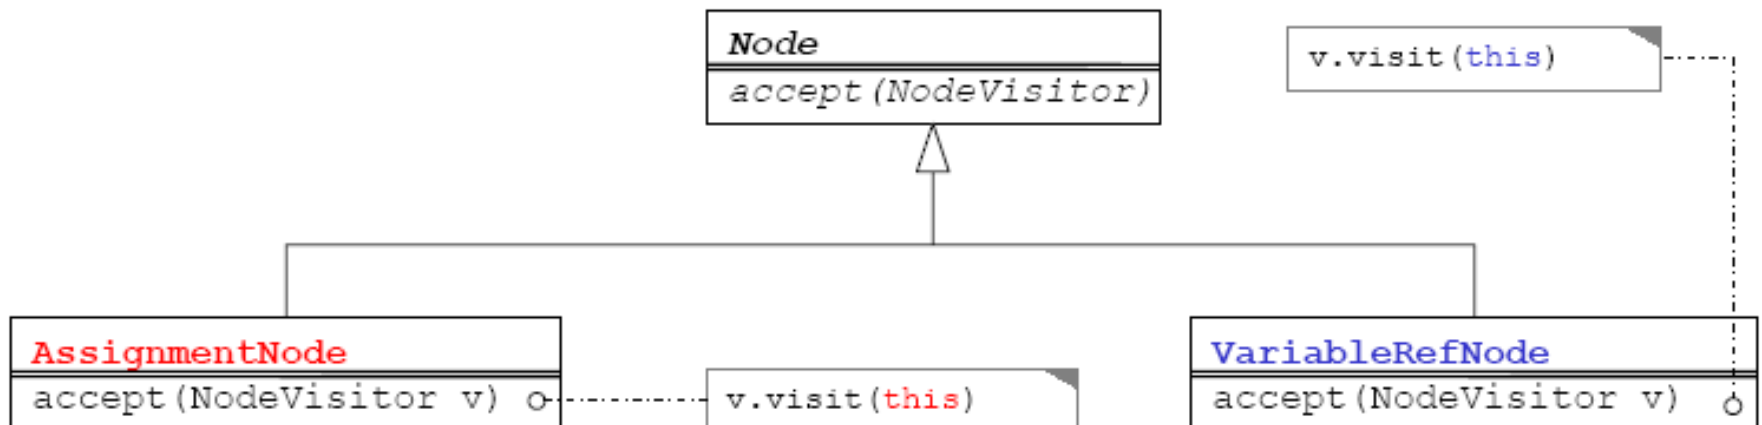 Node
accept(NodeVisitor)
v.visit(this)
AssignmentNode
accept(NodeVisitor v)
v.visit(this)
VariableRefNode
accept(NodeVisitor v)